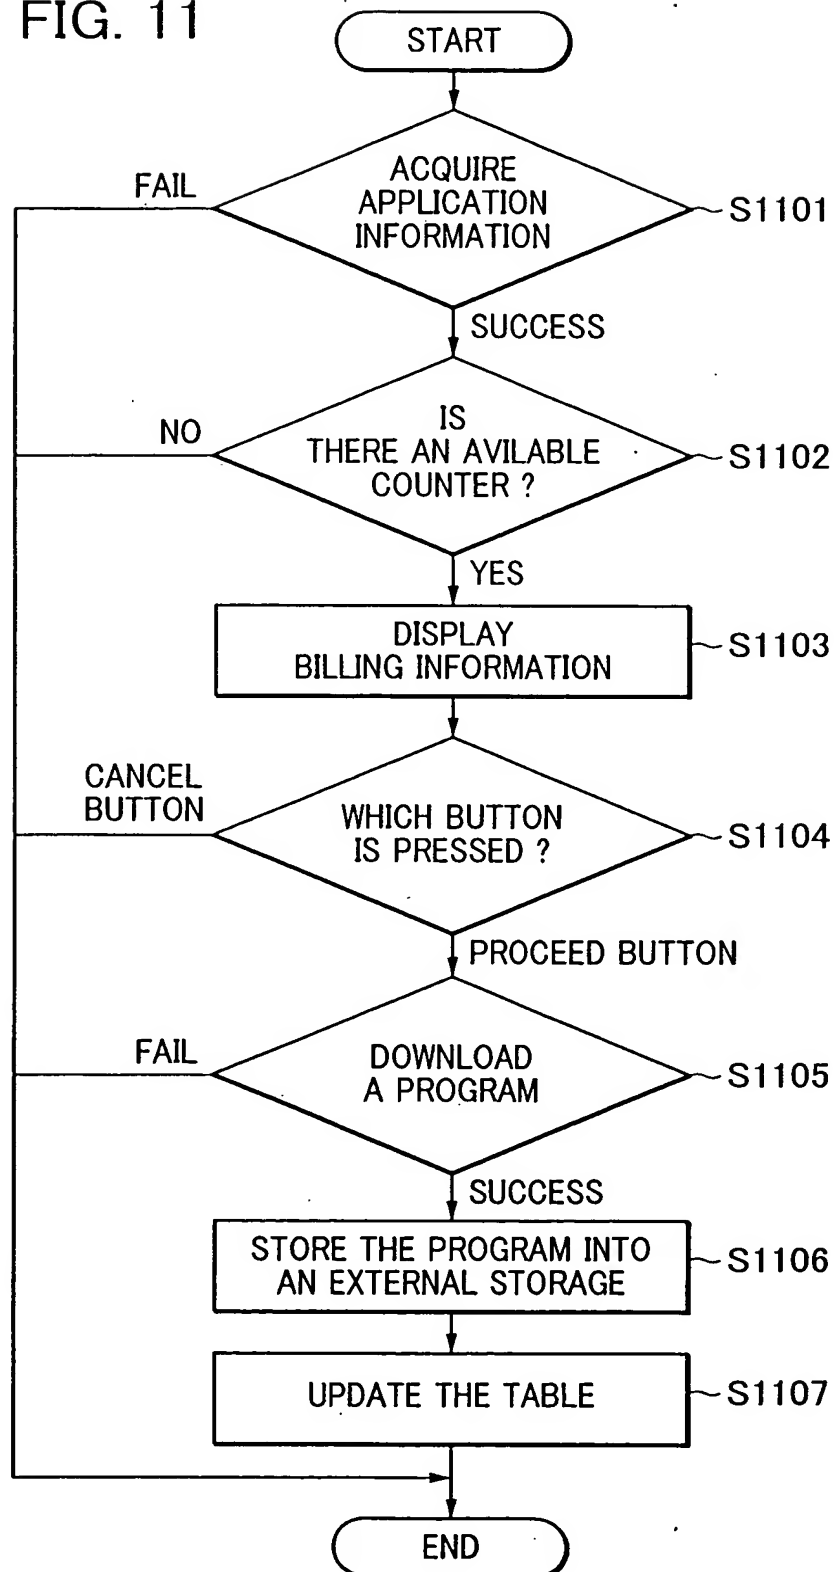 FIG. 11
START
FAIL
ACQUIRE
APPLICATION
INFORMATION
S1101
SUCCESS
NO
IS
THERE AN AVILABLE
COUNTER ?
S1102
YES
DISPLAY
BILLING INFORMATION
S1103
CANCEL
BUTTON
WHICH BUTTON
IS PRESSED ?
S1104
PROCEED BUTTON
FAIL
DOWNLOAD
A PROGRAM
S1105
SUCCESS
STORE THE PROGRAM INTO
AN EXTERNAL STORAGE
S1106
UPDATE THE TABLE
S1107
END